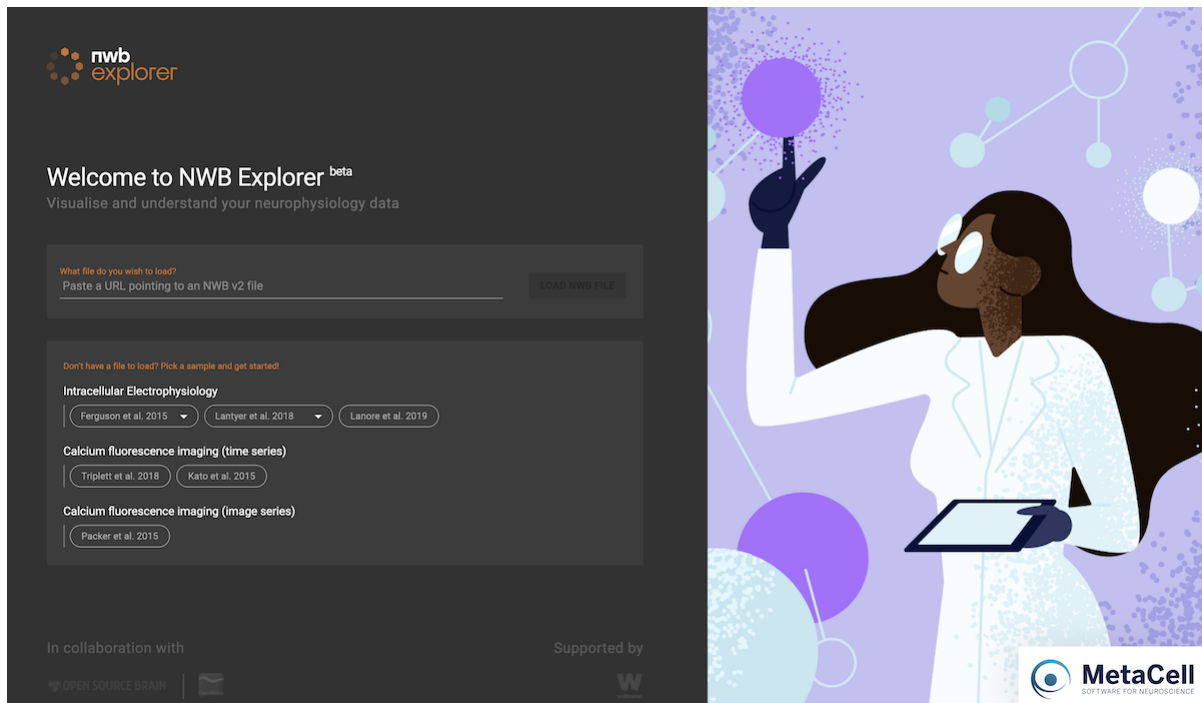 nwb
explorer
Welcome to NWB Explorer beta
Visualise and understand your neurophysiology data
What file do you wish to load?
Paste a URL pointing to an NWB v2 file
LOAD NWB FILE
Don't have a file to load? Pick a sample and get started!
Intracellular Electrophysiology
Ferguson et al. 2015 Lantyer et al. 2018 Lanore et al. 2019
Calcium fluorescence imaging (time series)
Triplett et al. 2018 Kato et al. 2015
Calcium fluorescence imaging (image series)
Packer et al. 2015
In collaboration with
Supported by
OPEN SOURCE BRAIN
W
MetaCell
SOFTWARE FOR NEUROSCIENCE